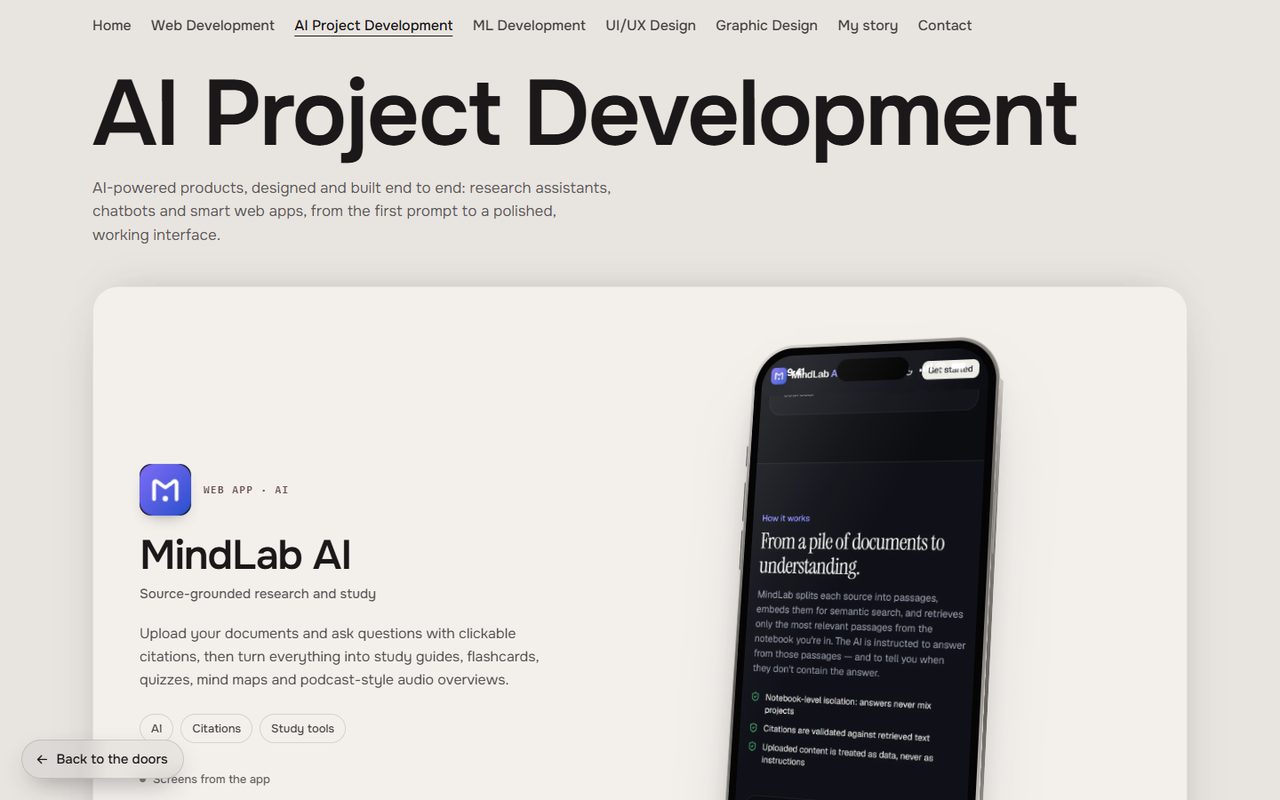 Home Web Development AI Project Development ML Development UI/UX Design Graphic Design My story Contact
AI Project Development
AI-powered products, designed and built end to end: research assistants,
chatbots and smart web apps, from the first prompt to a polished,
working interface.
WEB APP · AI
MindLab AI
Source-grounded research and study
Upload your documents and ask questions with clickable
citations, then turn everything into study guides, flashcards,
quizzes, mind maps and podcast-style audio overviews.
AI Citations Study tools
← Back to the doors
Screens from the app
9:41
MindLab A
Get started
How it works
From a pile of documents to
understanding.
MindLab splits each source into passages,
embeds them for semantic search, and retrieves
only the most relevant passages from the
notebook you're in. The AI is instructed to answer
from those passages — and to tell you when
they don't contain the answer.
Notebook-level isolation: answers never mix
projects
Citations are validated against retrieved text
Uploaded content is treated as data, never as
instructions